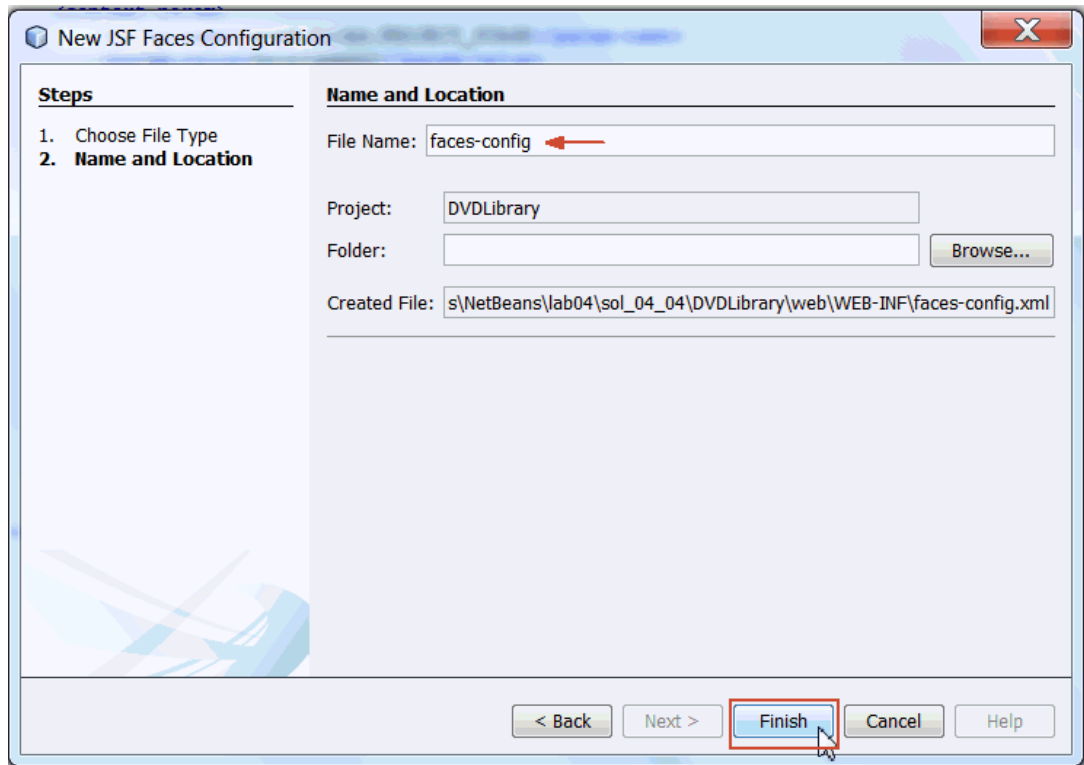 New JSF Faces Configuration
Steps
1. Choose File Type
2. Name and Location
Name and Location
File Name: faces-config
Project: DVDLibrary
Folder:
Browse...
Created File: s\NetBeans\lab04\sol_04_04\DVDLibrary\web\WEB-INF\faces-config.xml
< Back
Next >
Finish
Cancel
Help